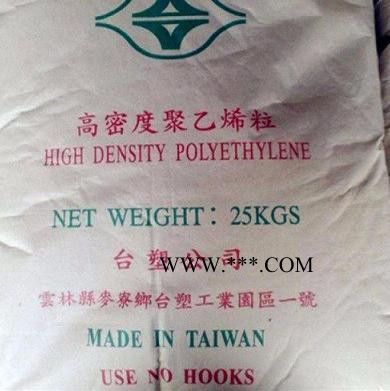 高密度聚乙烯粒
HIGH DENSITY POLYETHYLENE
NET WEIGHT: 25KGS
台塑公司
WWW.***.COM
雲林縣麥寮鄉台塑工業園區一號
MADE IN TAIWAN
USE NO HOOKS